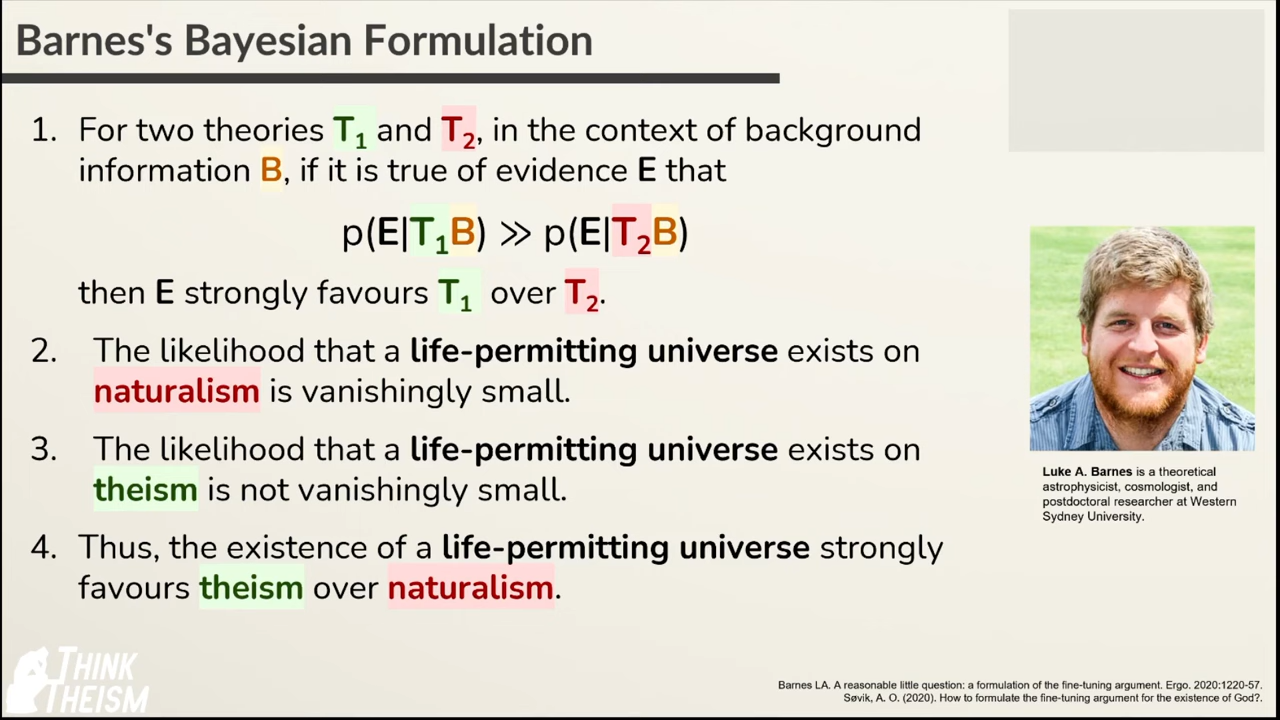 Barnes's Bayesian Formulation
1. For two theories T₁ and T₂, in the context of background
information B, if it is true of evidence E that
p(E|T₁B) ≫ p(E|T₂B)
then E strongly favours T₁ over T₂.
2. The likelihood that a life-permitting universe exists on
naturalism is vanishingly small.
3. The likelihood that a life-permitting universe exists on
theism is not vanishingly small.
4. Thus, the existence of a life-permitting universe strongly
favours theism over naturalism.
Luke A. Barnes is a theoretical
astrophysicist, cosmologist, and
postdoctoral researcher at Western
Sydney University.
THINK
THEISM
Barnes LA. A reasonable little question: a formulation of the fine-tuning argument. Ergo. 2020:1220-57.
Søvik, A. O. (2020). How to formulate the fine-tuning argument for the existence of God?.